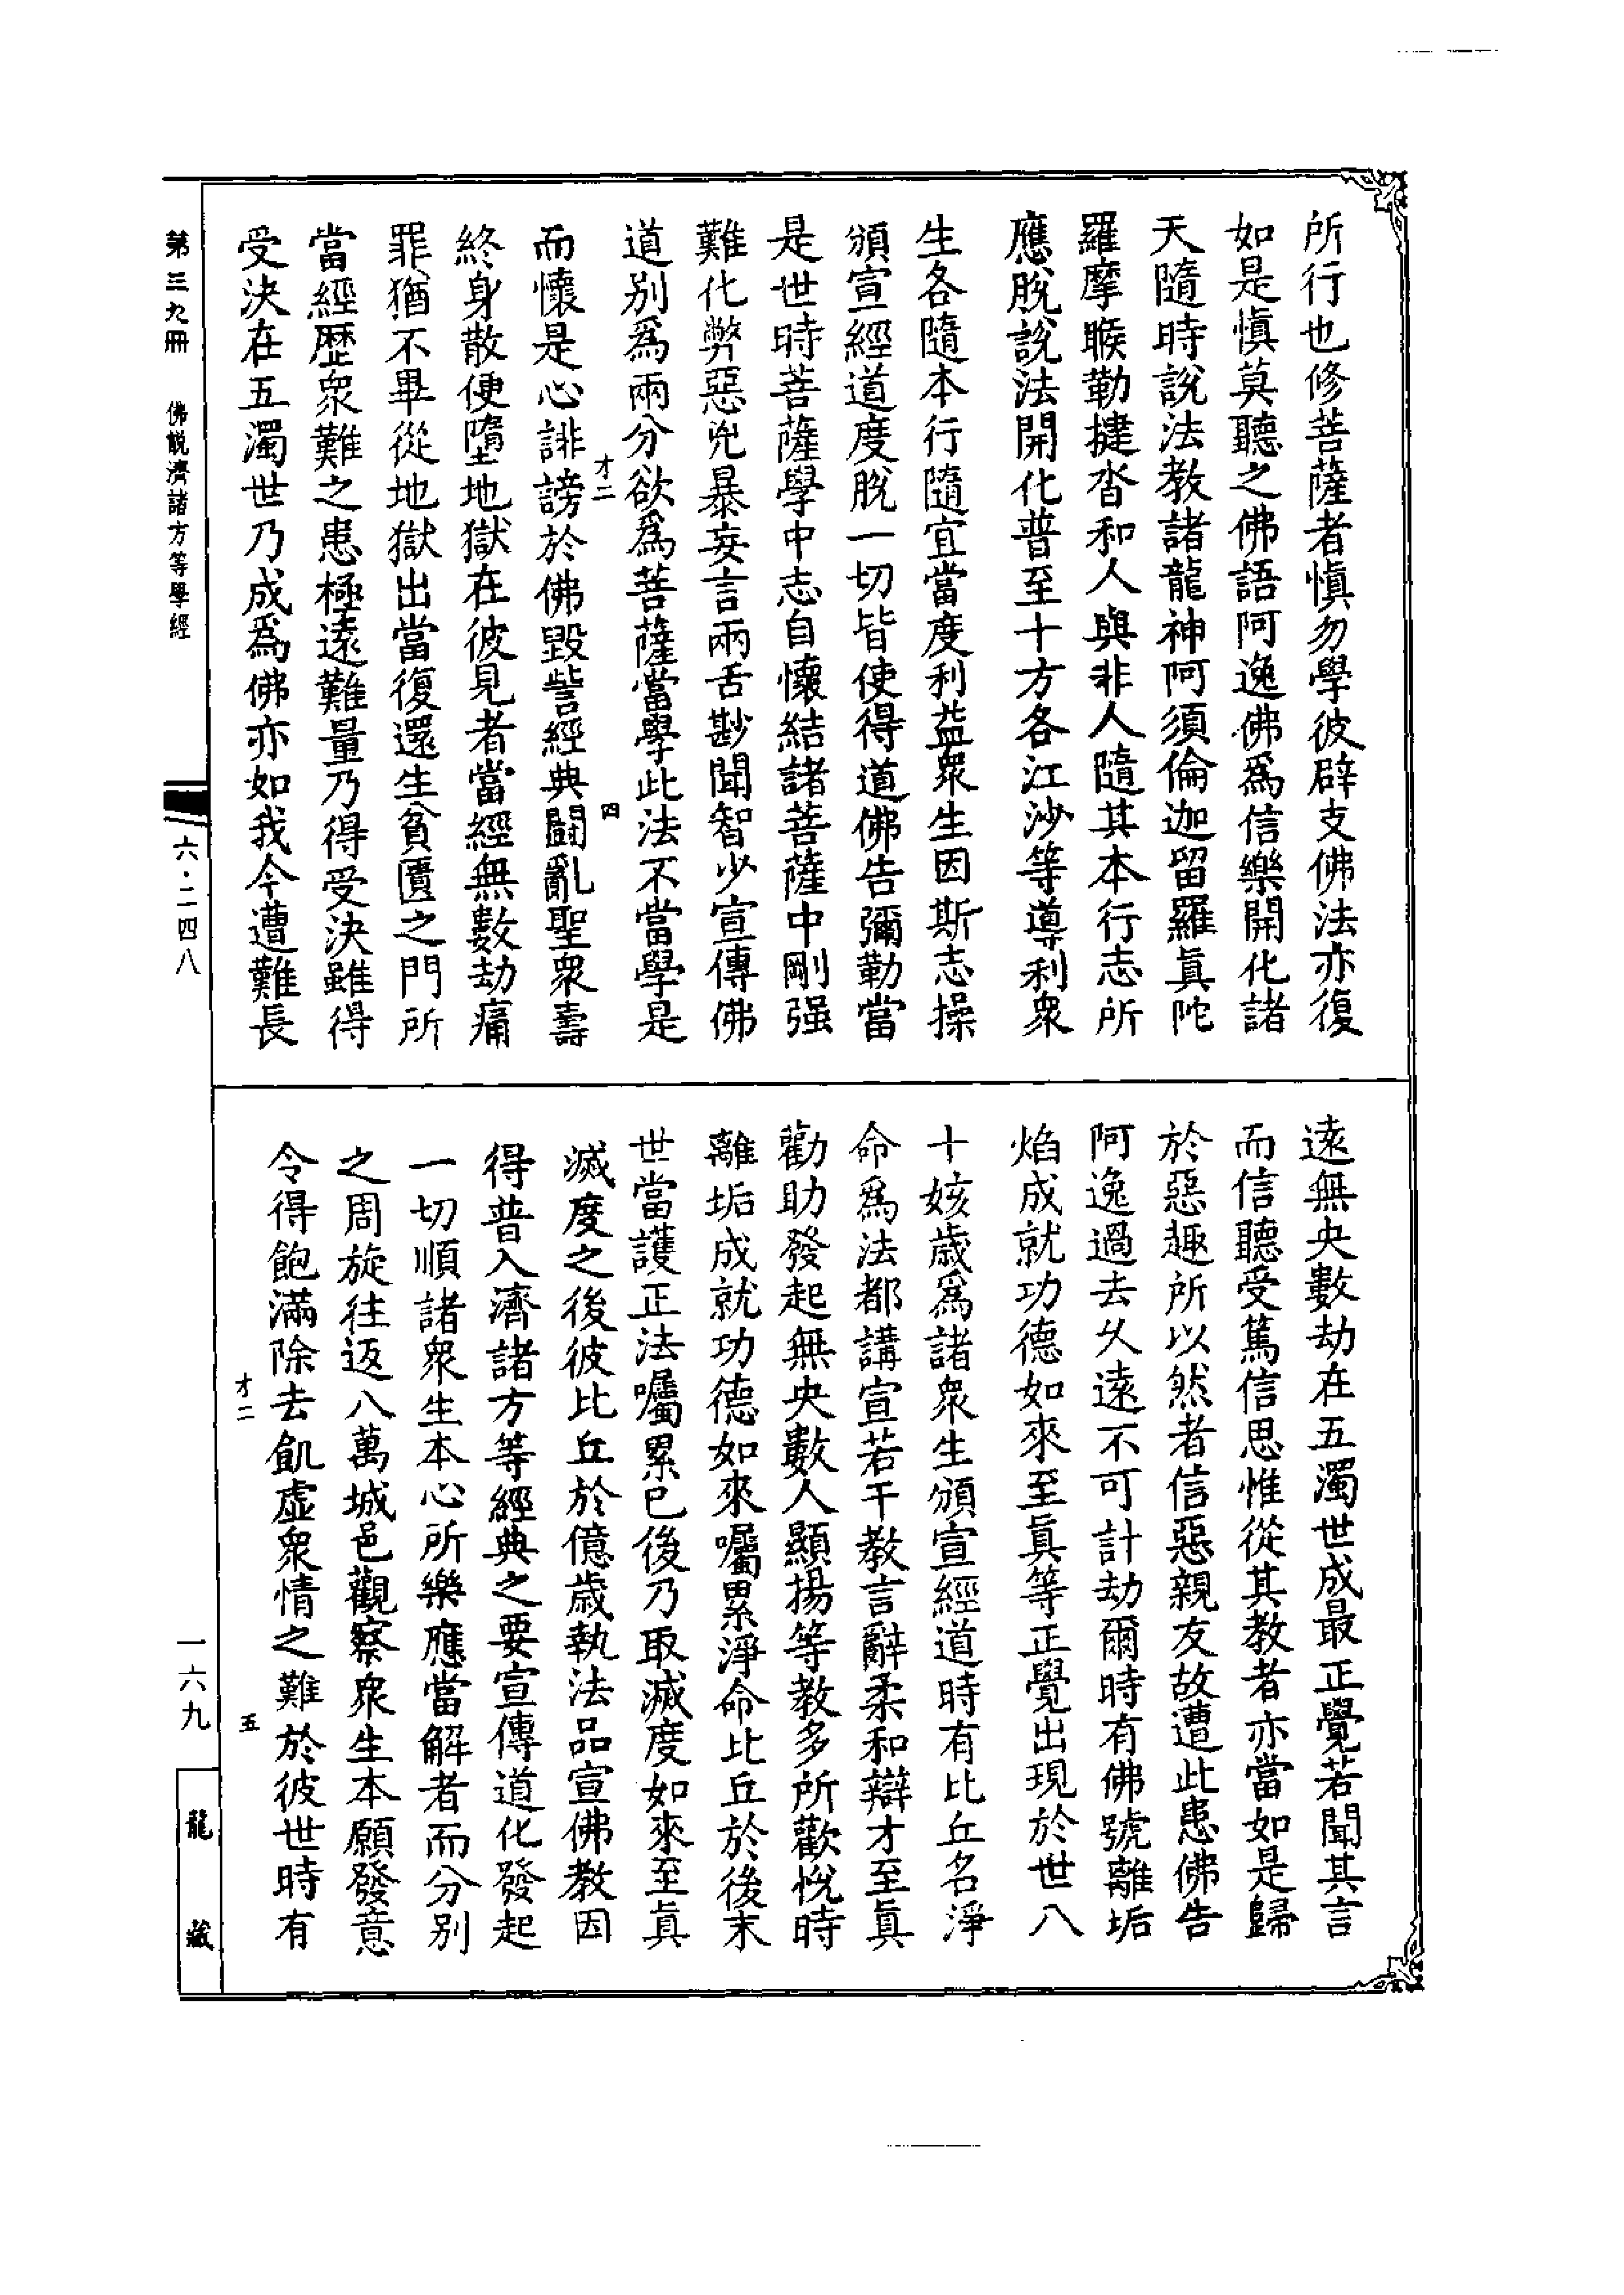 所行也修菩薩者慎勿學彼辟支佛法亦復
如是慎莫聽之佛語阿逸佛爲信樂開化諸
天隨時說法教諸龍神阿須倫迦留羅眞陀
羅摩睺勒揵沓和人與非人隨其本行志所
應脫說法開化普至十方各江沙等導利衆
生各隨本行隨宜當度利益衆生因斯志操
頒宣經道度脫一切皆使得道佛告彌勒當
是世時菩薩學中志自懷結諸菩薩中剛强
難化弊惡兇暴妄言兩舌尠聞智少宣傳佛
道別爲兩分欲爲菩薩當學此法不當學是
才二
四
而懷是心誹謗於佛毀訾經典鬪亂聖衆壽
終身散便墮地獄在彼見者當經無數劫痛
罪猶不畢從地獄出當復還生貧匱之門所
當經歷衆難之患極遠難量乃得受決雖得
受決在五濁世乃成爲佛亦如我今遭難長
第三九冊
佛說濟諸方等學經
六·二四八
遠無央數劫在五濁世成最正覺若聞其言
而信聽受篤信思惟從其教者亦當如是歸
於惡趣所以然者信惡親友故遭此患佛告
阿逸過去久遠不可計劫爾時有佛號離垢
焰成就功德如來至眞等正覺出現於世八
十姟歲爲諸衆生頒宣經道時有比丘名淨
命爲法都講宣若干教言辭柔和辯才至眞
勸助發起無央數人顯揚等教多所歡悅時
離垢成就功德如來囑累淨命比丘於後末
世當護正法囑累已後乃取滅度如來至眞
滅度之後彼比丘於億歲執法品宣佛教因
得普入濟諸方等經典之要宣傳道化發起
一切順諸衆生本心所樂應當解者而分別
之周旋往返八萬城邑觀察衆生本願發意
令得飽滿除去飢虛衆情之難於彼世時有
才二
五
一六九
龍藏